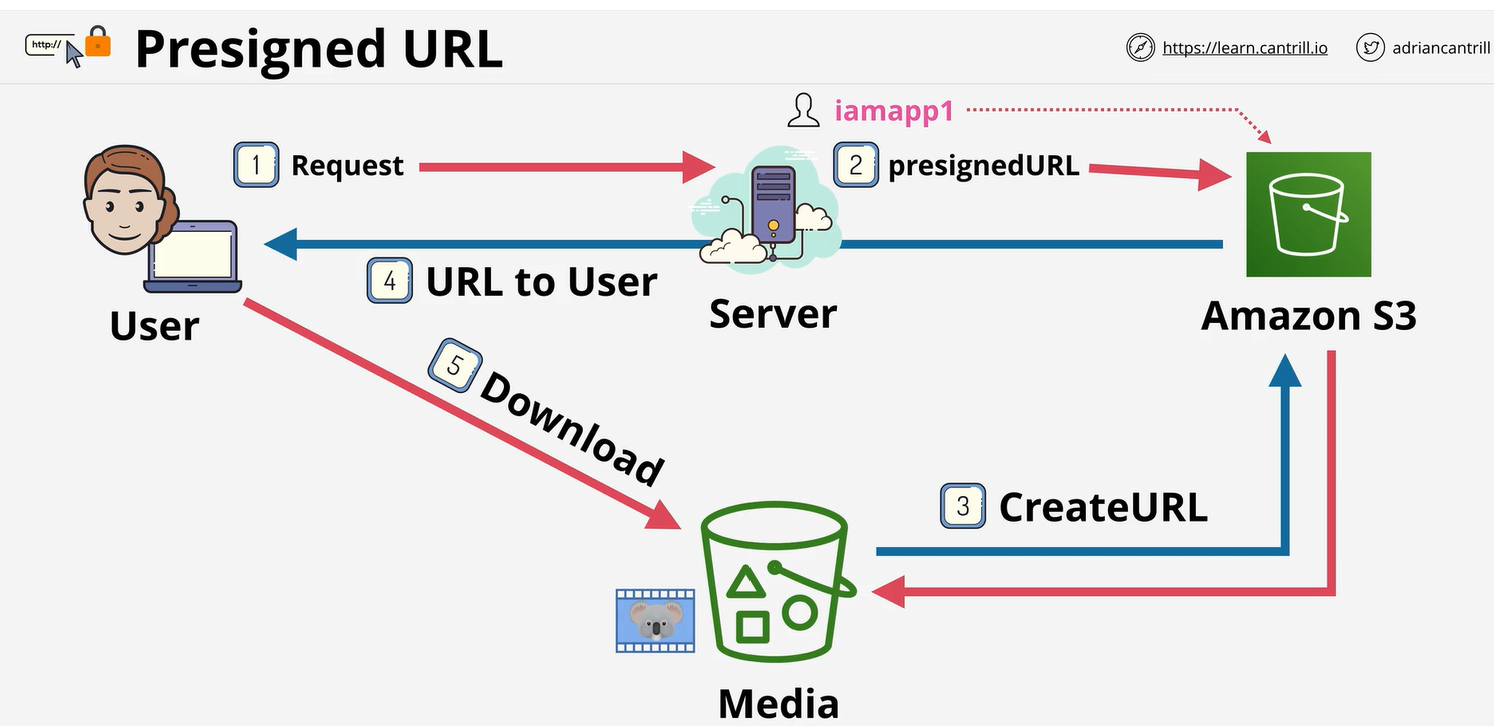 http://
Presigned URL
https://learn.cantrill.io
adriancantrill
iamapp1
1 Request
2 presignedURL
4 URL to User
User
Server
Amazon S3
5 Download
3 CreateURL
Media